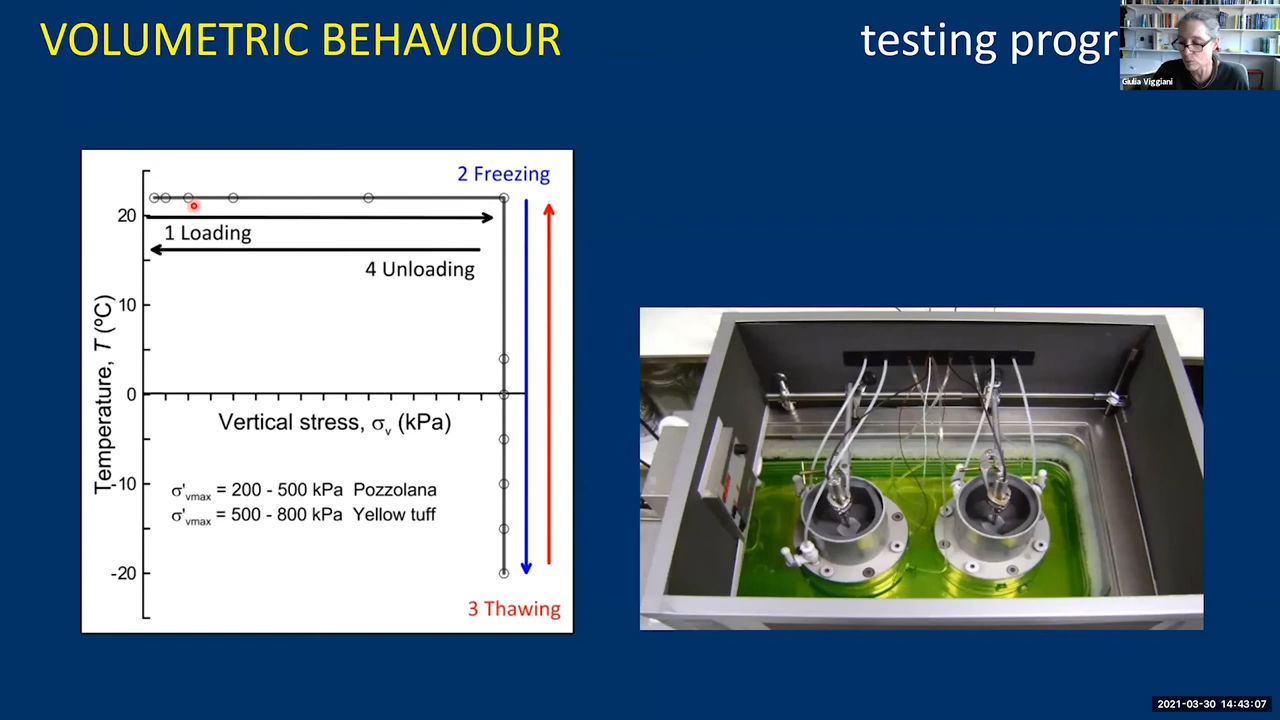 VOLUMETRIC BEHAVIOUR
testing progr
Giulia Viggiani
2 Freezing
20
1 Loading
4 Unloading
10
Temperature, T (ºC)
0
Vertical stress, σv (kPa)
-10
σ'vmax = 200 - 500 kPa Pozzolana
σ'vmax = 500 - 800 kPa Yellow tuff
-20
3 Thawing
2021-03-30 14:43:07